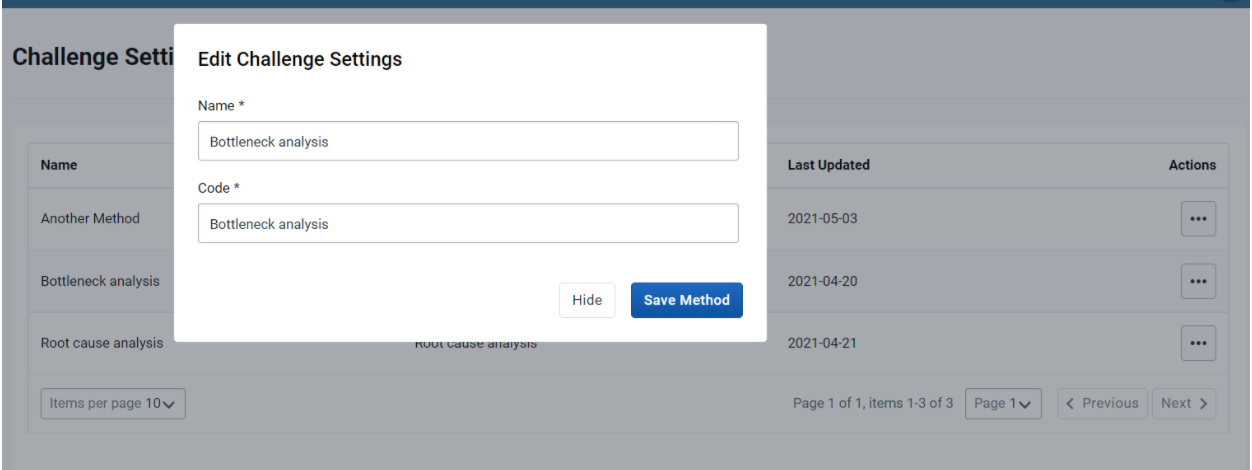 Challenge Setti
Edit Challenge Settings
Name *
Bottleneck analysis
Code *
Bottleneck analysis
Hide
Save Method
Name
Last Updated
Actions
Another Method
2021-05-03
Bottleneck analysis
2021-04-20
Root cause analysis
Root cause analysis
2021-04-21
Items per page 10
Page 1 of 1, items 1-3 of 3
Page 1
Previous
Next